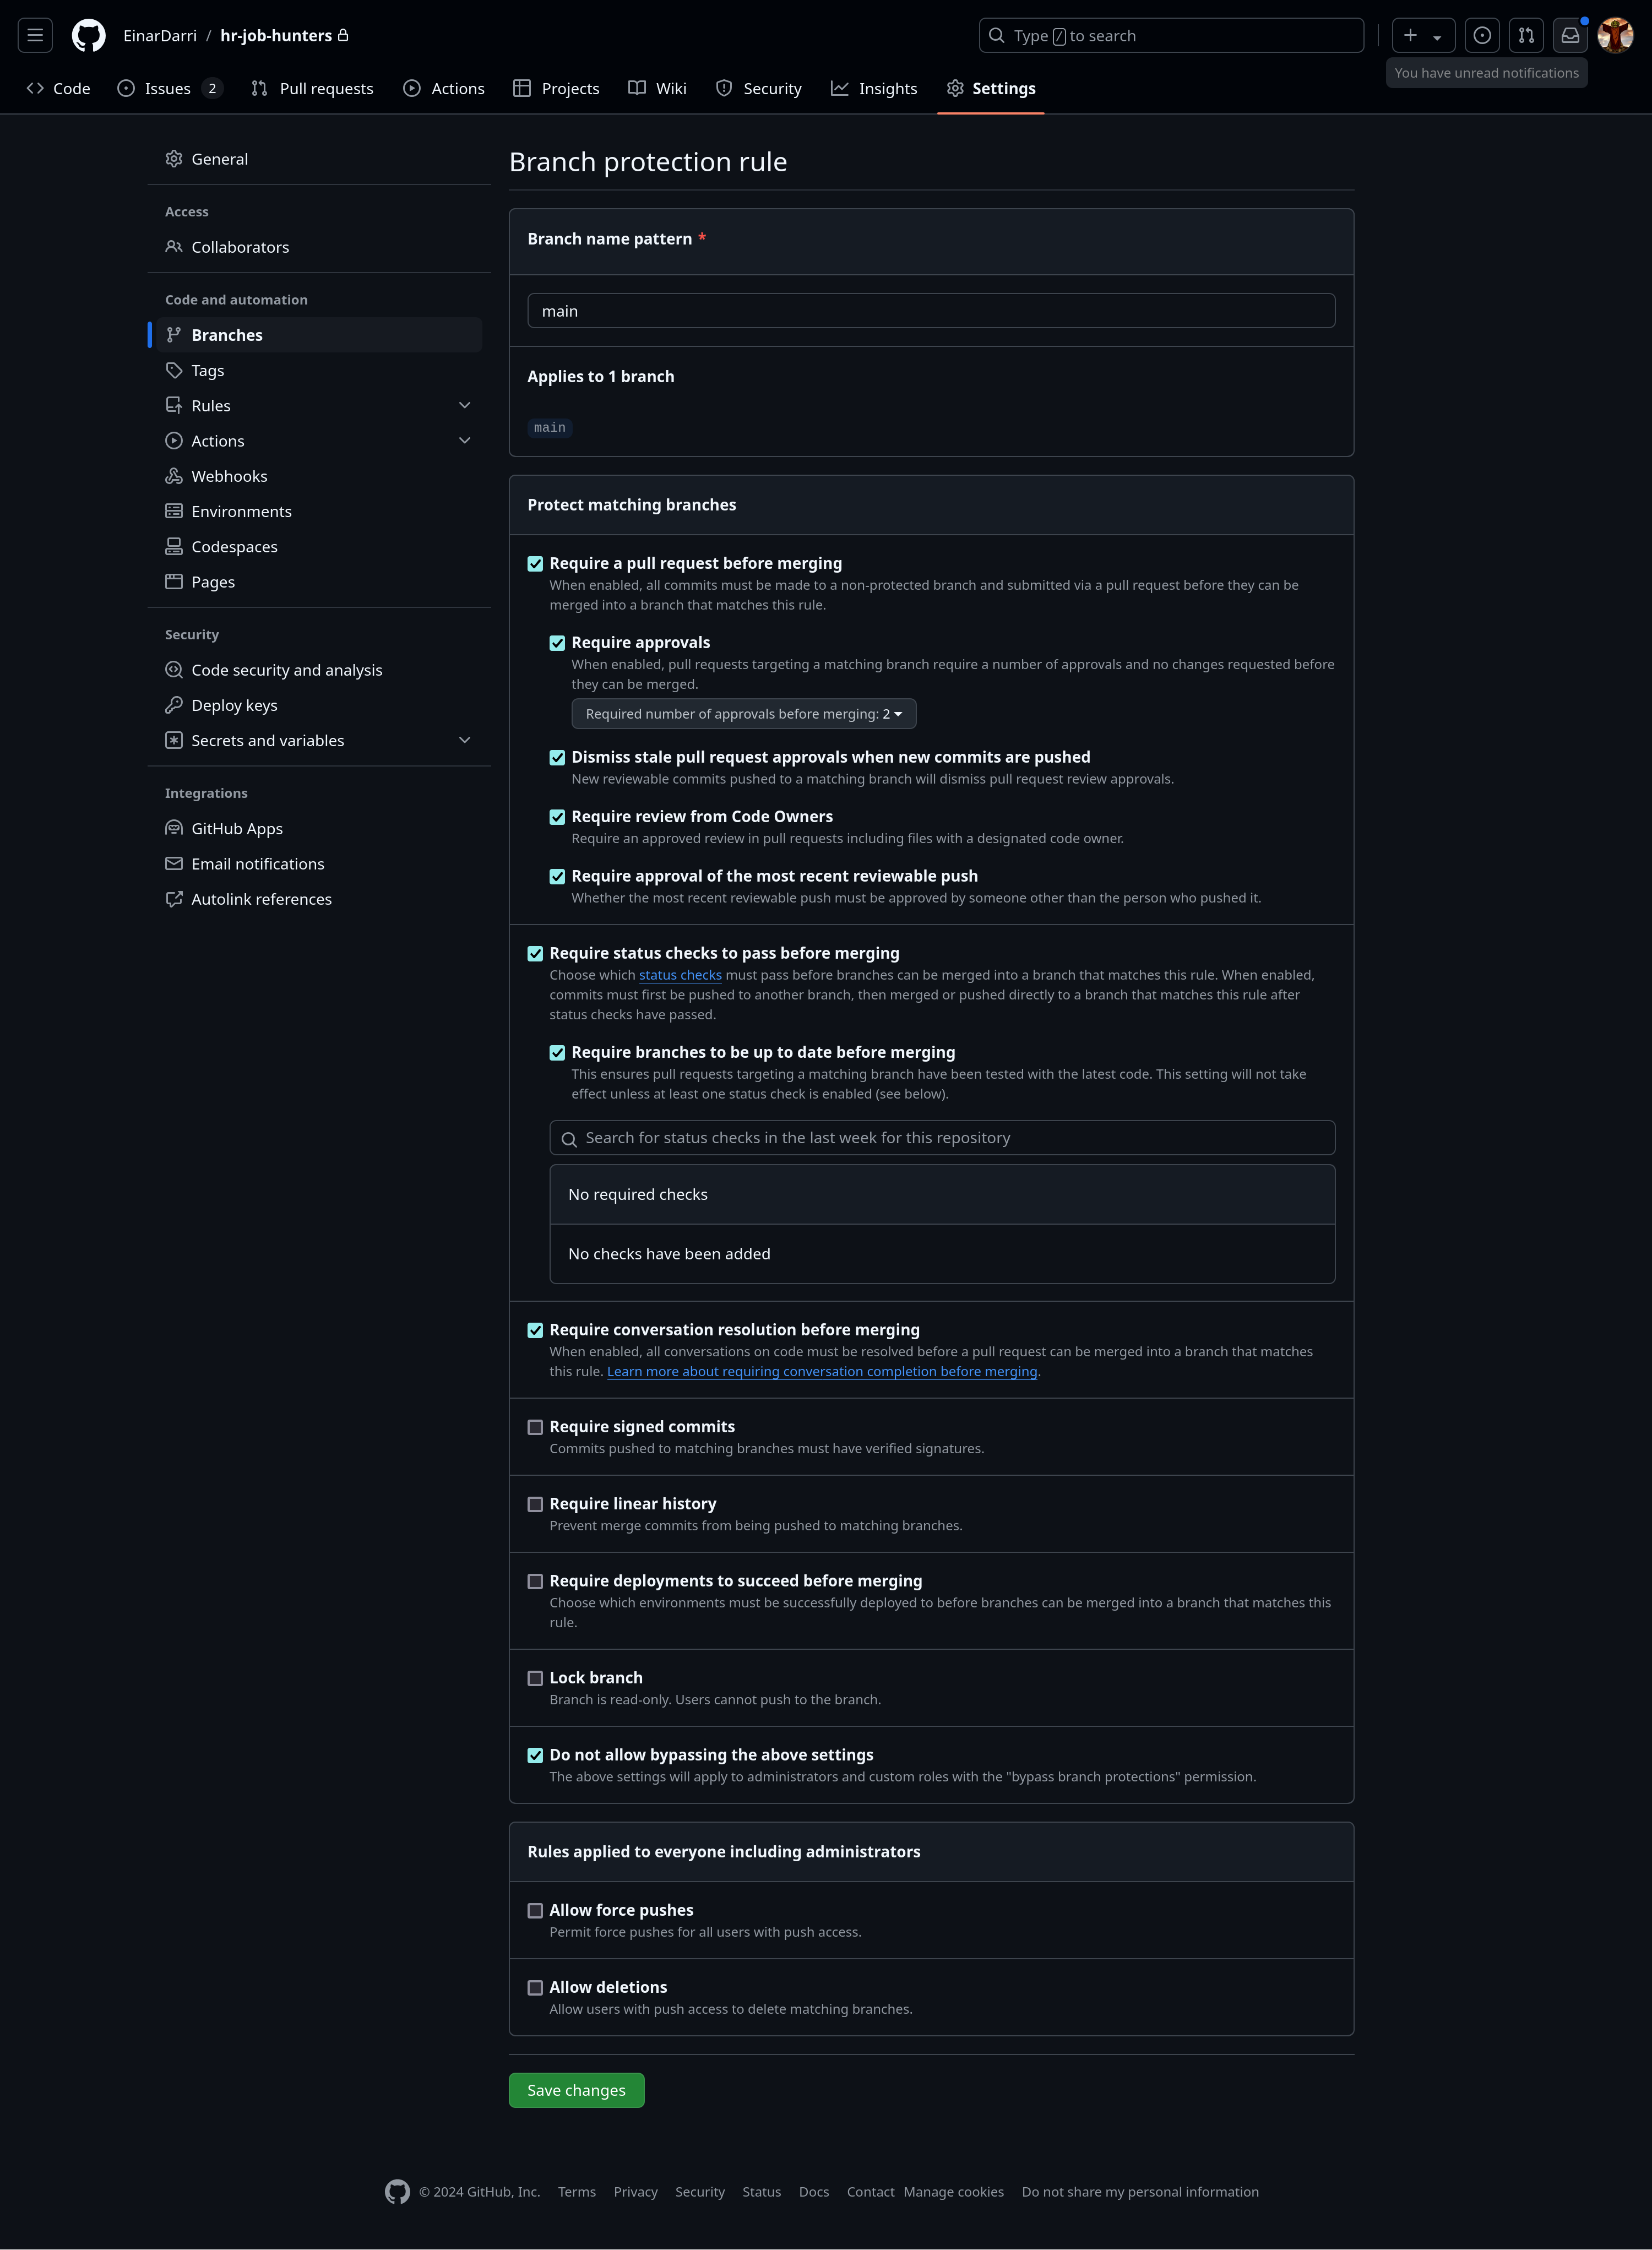 EinarDarri / hr-job-hunters
Type / to search
You have unread notifications
Code
Issues 2
Pull requests
Actions
Projects
Wiki
Security
Insights
Settings
General
Access
Collaborators
Code and automation
Branches
Tags
Rules
Actions
Webhooks
Environments
Codespaces
Pages
Security
Code security and analysis
Deploy keys
Secrets and variables
Integrations
GitHub Apps
Email notifications
Autolink references
Branch protection rule
Branch name pattern *
main
Applies to 1 branch
main
Protect matching branches
Require a pull request before merging
When enabled, all commits must be made to a non-protected branch and submitted via a pull request before they can be
merged into a branch that matches this rule.
Require approvals
When enabled, pull requests targeting a matching branch require a number of approvals and no changes requested before
they can be merged.
Required number of approvals before merging: 2
Dismiss stale pull request approvals when new commits are pushed
New reviewable commits pushed to a matching branch will dismiss pull request review approvals.
Require review from Code Owners
Require an approved review in pull requests including files with a designated code owner.
Require approval of the most recent reviewable push
Whether the most recent reviewable push must be approved by someone other than the person who pushed it.
Require status checks to pass before merging
Choose which status checks must pass before branches can be merged into a branch that matches this rule. When enabled,
commits must first be pushed to another branch, then merged or pushed directly to a branch that matches this rule after
status checks have passed.
Require branches to be up to date before merging
This ensures pull requests targeting a matching branch have been tested with the latest code. This setting will not take
effect unless at least one status check is enabled (see below).
Search for status checks in the last week for this repository
No required checks
No checks have been added
Require conversation resolution before merging
When enabled, all conversations on code must be resolved before a pull request can be merged into a branch that matches
this rule. Learn more about requiring conversation completion before merging.
Require signed commits
Commits pushed to matching branches must have verified signatures.
Require linear history
Prevent merge commits from being pushed to matching branches.
Require deployments to succeed before merging
Choose which environments must be successfully deployed to before branches can be merged into a branch that matches this
rule.
Lock branch
Branch is read-only. Users cannot push to the branch.
Do not allow bypassing the above settings
The above settings will apply to administrators and custom roles with the "bypass branch protections" permission.
Rules applied to everyone including administrators
Allow force pushes
Permit force pushes for all users with push access.
Allow deletions
Allow users with push access to delete matching branches.
Save changes
© 2024 GitHub, Inc. Terms Privacy Security Status Docs Contact Manage cookies Do not share my personal information